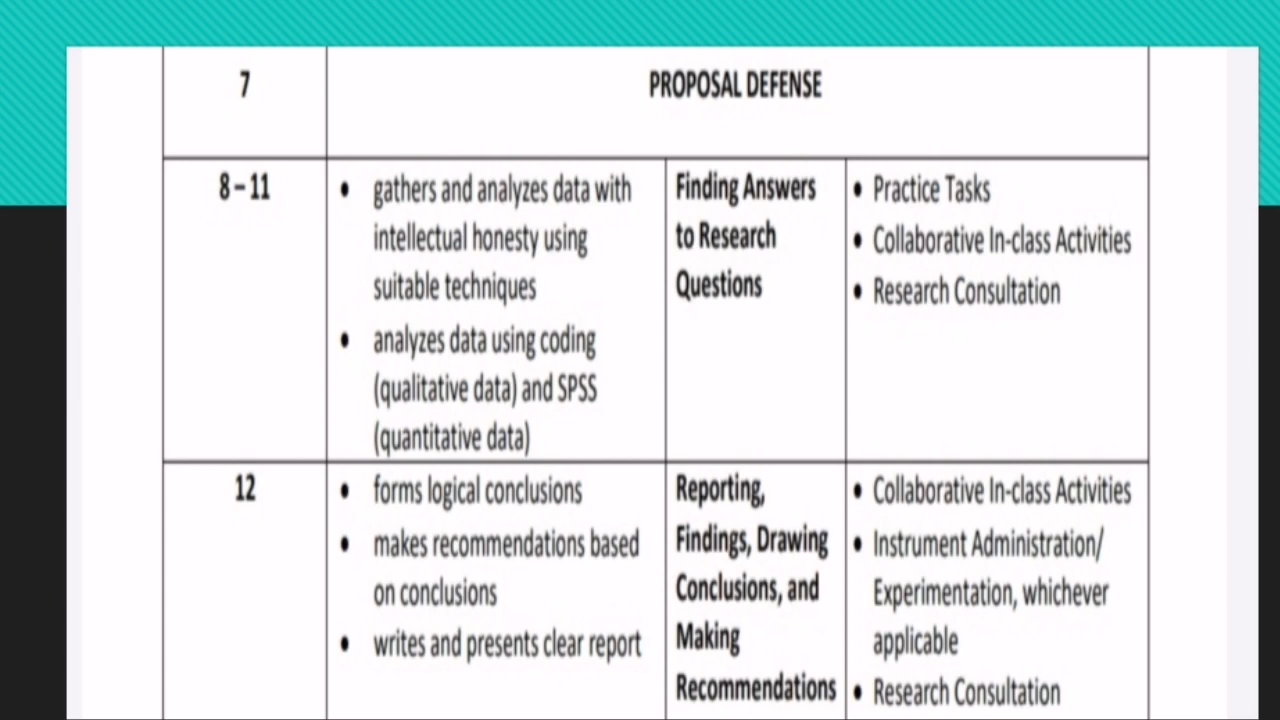 7
PROPOSAL DEFENSE
8 – 11
• gathers and analyzes data with
intellectual honesty using
suitable techniques
• analyzes data using coding
(qualitative data) and SPSS
(quantitative data)
Finding Answers
to Research
Questions
• Practice Tasks
• Collaborative In-class Activities
• Research Consultation
12
• forms logical conclusions
• makes recommendations based
on conclusions
• writes and presents clear report
Reporting,
Findings, Drawing
Conclusions, and
Making
Recommendations
• Collaborative In-class Activities
• Instrument Administration/
Experimentation, whichever
applicable
• Research Consultation